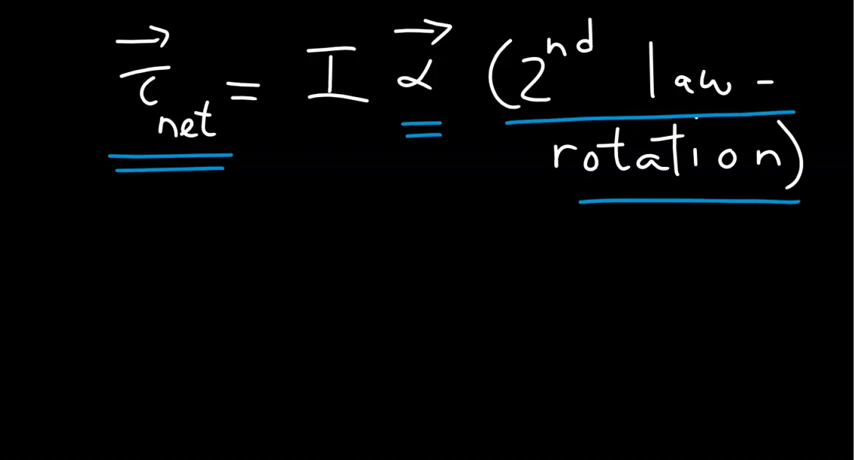 τ⃗ net = I α⃗ (2nd law -
rotation)